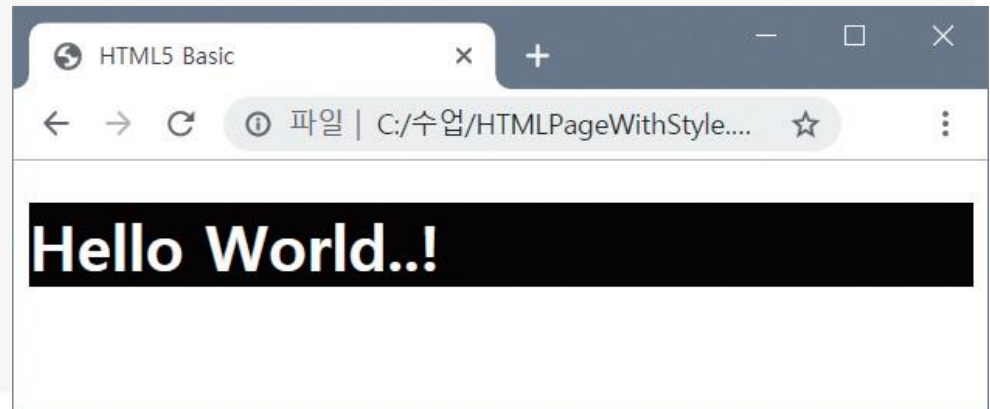 HTML5 Basic
파일 | C:/수업/HTMLPageWithStyle....
Hello World..!